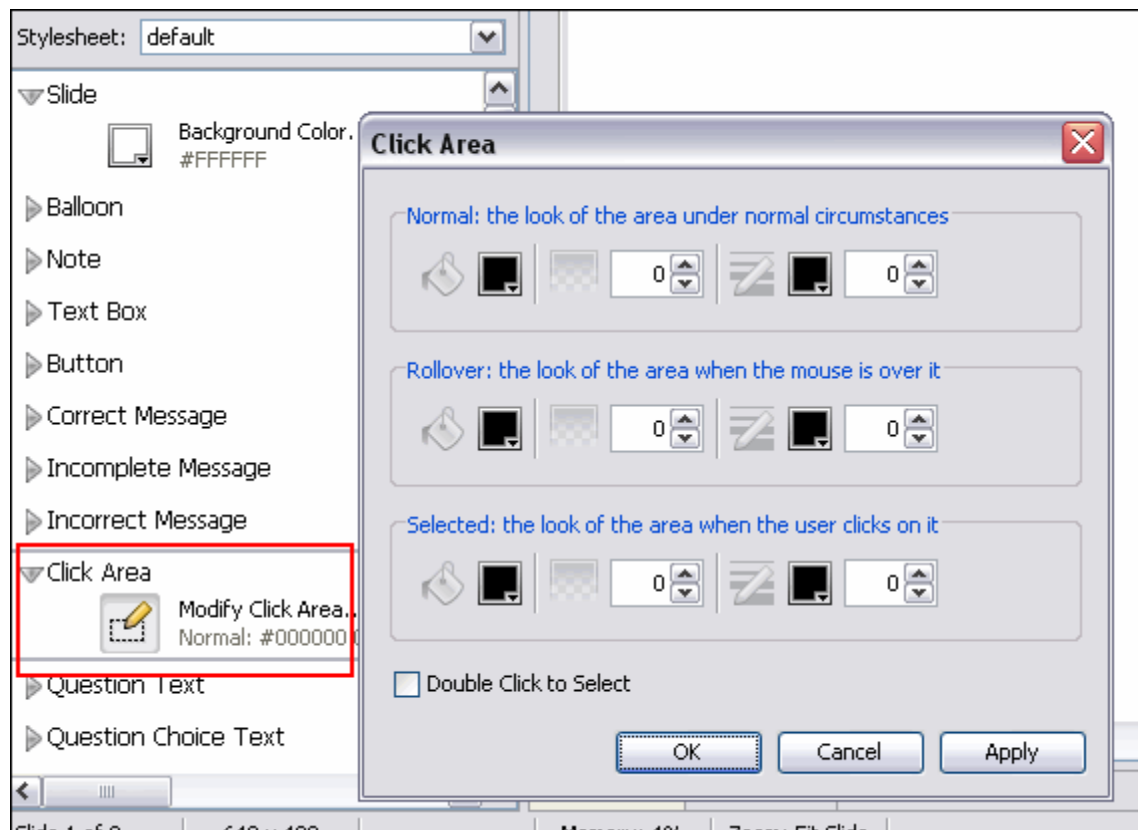 Stylesheet: default
Slide
Background Color.
#FFFFFF
Balloon
Note
Text Box
Button
Correct Message
Incomplete Message
Incorrect Message
Click Area
Modify Click Area..
Normal: #000000
Question Text
Question Choice Text
Click Area
Normal: the look of the area under normal circumstances
0 0
Rollover: the look of the area when the mouse is over it
0 0
Selected: the look of the area when the user clicks on it
0 0
Double Click to Select
OK Cancel Apply